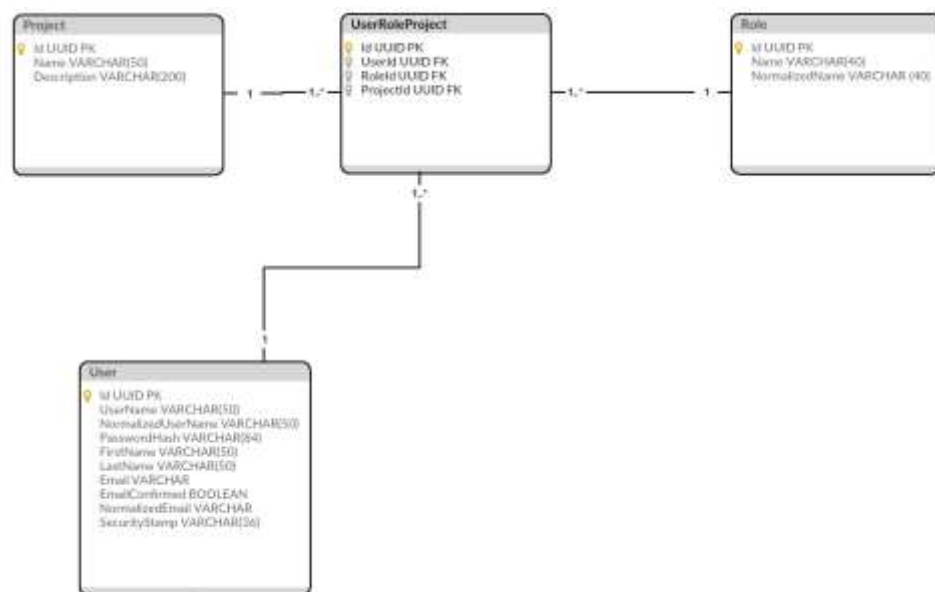 Project
Id UUID PK
Name VARCHAR(50)
Description VARCHAR(200)
UserRoleProject
Id UUID PK
UserId UUID FK
RoleId UUID FK
ProjectId UUID FK
Role
Id UUID PK
Name VARCHAR(40)
NormalizedName VARCHAR (40)
1
1..*
1..*
1
1..*
1
User
Id UUID PK
UserName VARCHAR(50)
NormalizedUserName VARCHAR(50)
PasswordHash VARCHAR(84)
FirstName VARCHAR(50)
LastName VARCHAR(50)
Email VARCHAR
EmailConfirmed BOOLEAN
NormalizedEmail VARCHAR
SecurityStamp VARCHAR(36)